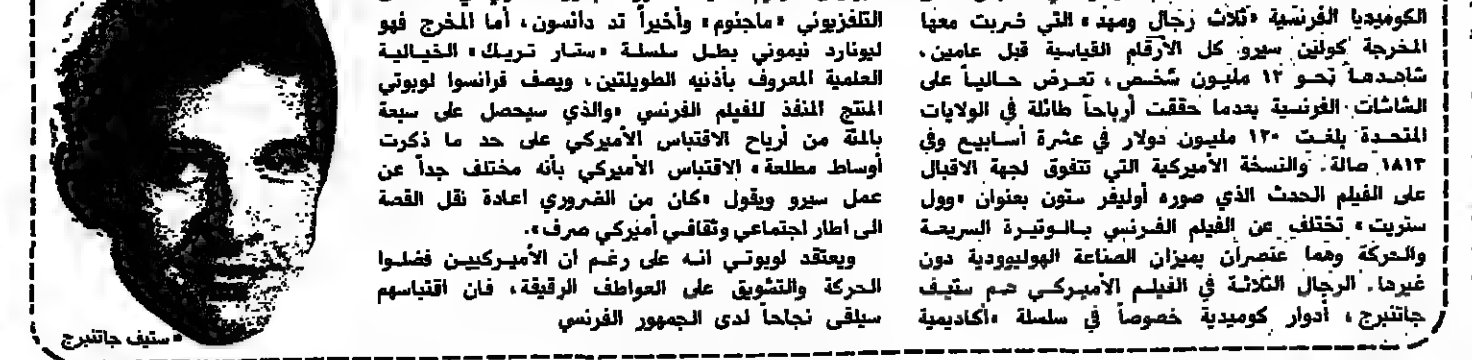 الكوميديا الفرنسية «ثلاث رجال ومهد» التي ضربت معها
المخرجة كولين سيرو كل الأرقام القياسية قبل عامين،
شاهدها نحو ١٢ مليون شخص، تعرض حالياً على
الشاشات الفرنسية بعدما حققت أرباحاً طائلة في الولايات
المتحدة بلغت ١٢٠ مليون دولار في عشرة أسابيع وفي
١٨١٣ صالة. والنسخة الأميركية التي تتفوق لجهة الاقبال
على الفيلم الحدث الذي صوره أوليفر ستون بعنوان «وول
ستريت» تختلف عن الفيلم الفرنسي بالوتيرة السريعة
والحركة وهما عنصران يميزان الصناعة الهوليوودية دون
غيرها. الرجال الثلاثة في الفيلم الأميركي هم ستيف
جاتنبرج، أدوار كوميدية خصوصاً في سلسلة «أكاديمية
التلفزيوني «ماجنوم» وأخيراً تد دانسون، أما المخرج فهو
ليونارد نيموني بطل سلسلة «ستار تريك» الخيالية
العلمية المعروف بأذنيه الطويلتين، ويصف فرانسوا لوبوتي
المنتج المنفذ للفيلم الفرنسي «والذي سيحصل على سبعة
بالمئة من أرباح الاقتباس الأميركي على حد ما ذكرت
أوساط مطلعة» الاقتباس الأميركي بأنه مختلف جداً عن
عمل سيرو ويقول «كان من الضروري اعادة نقل القصة
الى اطار اجتماعي وثقافي أميركي صرف».
ويعتقد لوبوتي انه على رغم ان الأميركيين فضلوا
الحركة والتشويق على العواطف الرقيقة، فان اقتباسهم
سيلقى نجاحاً لدى الجمهور الفرنسي
• ستيف جاتنبرج